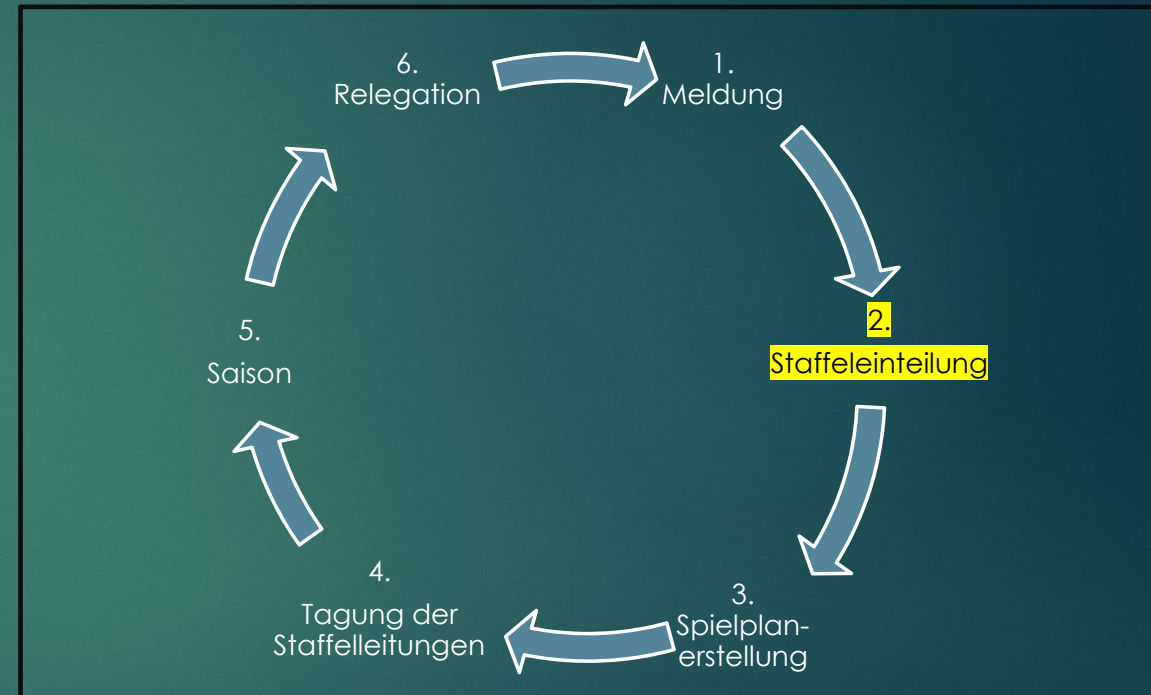 1.
Meldung
2.
Staffeleinteilung
3.
Spielplan-
erstellung
4.
Tagung der
Staffelleitungen
5.
Saison
6.
Relegation